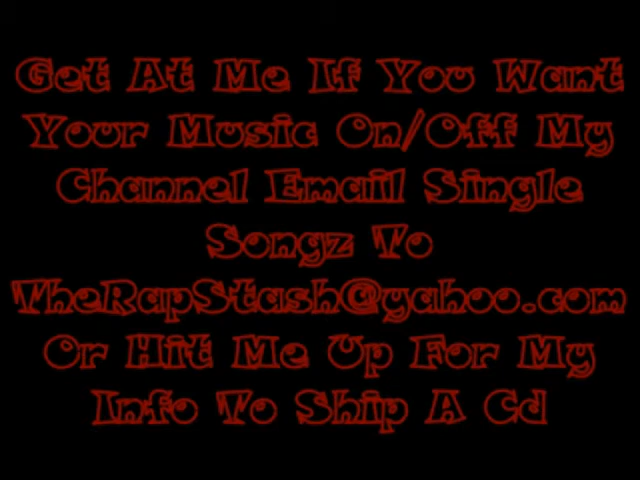 Get At Me If You Want
Your Music On/Off My
Channel Email Single
Songz To
TheRapStash@yahoo.com
Or Hit Me Up For My
Info To Ship A Cd